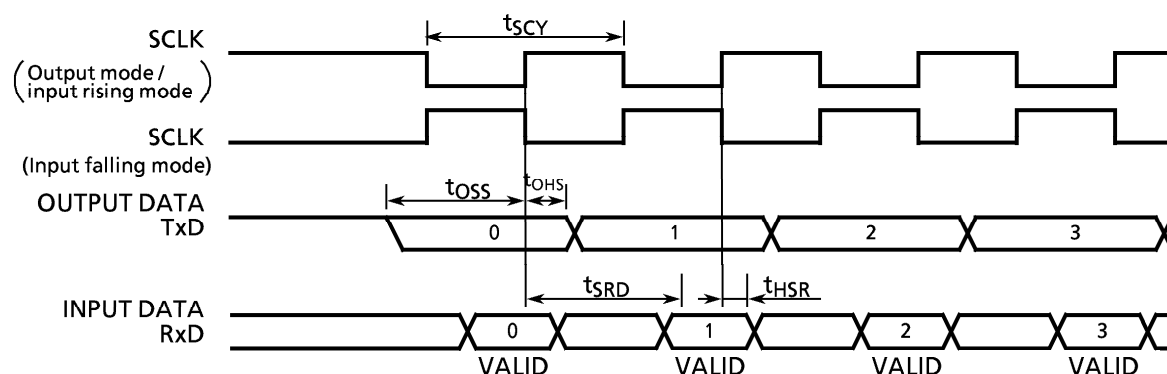 tSCY
SCLK
(Output mode /
input rising mode)
SCLK
(Input falling mode)
tOSS
tOHS
OUTPUT DATA
TxD
0 1 2 3
tSRD
tHSR
INPUT DATA
RxD
0 1 2 3
VALID VALID VALID VALID